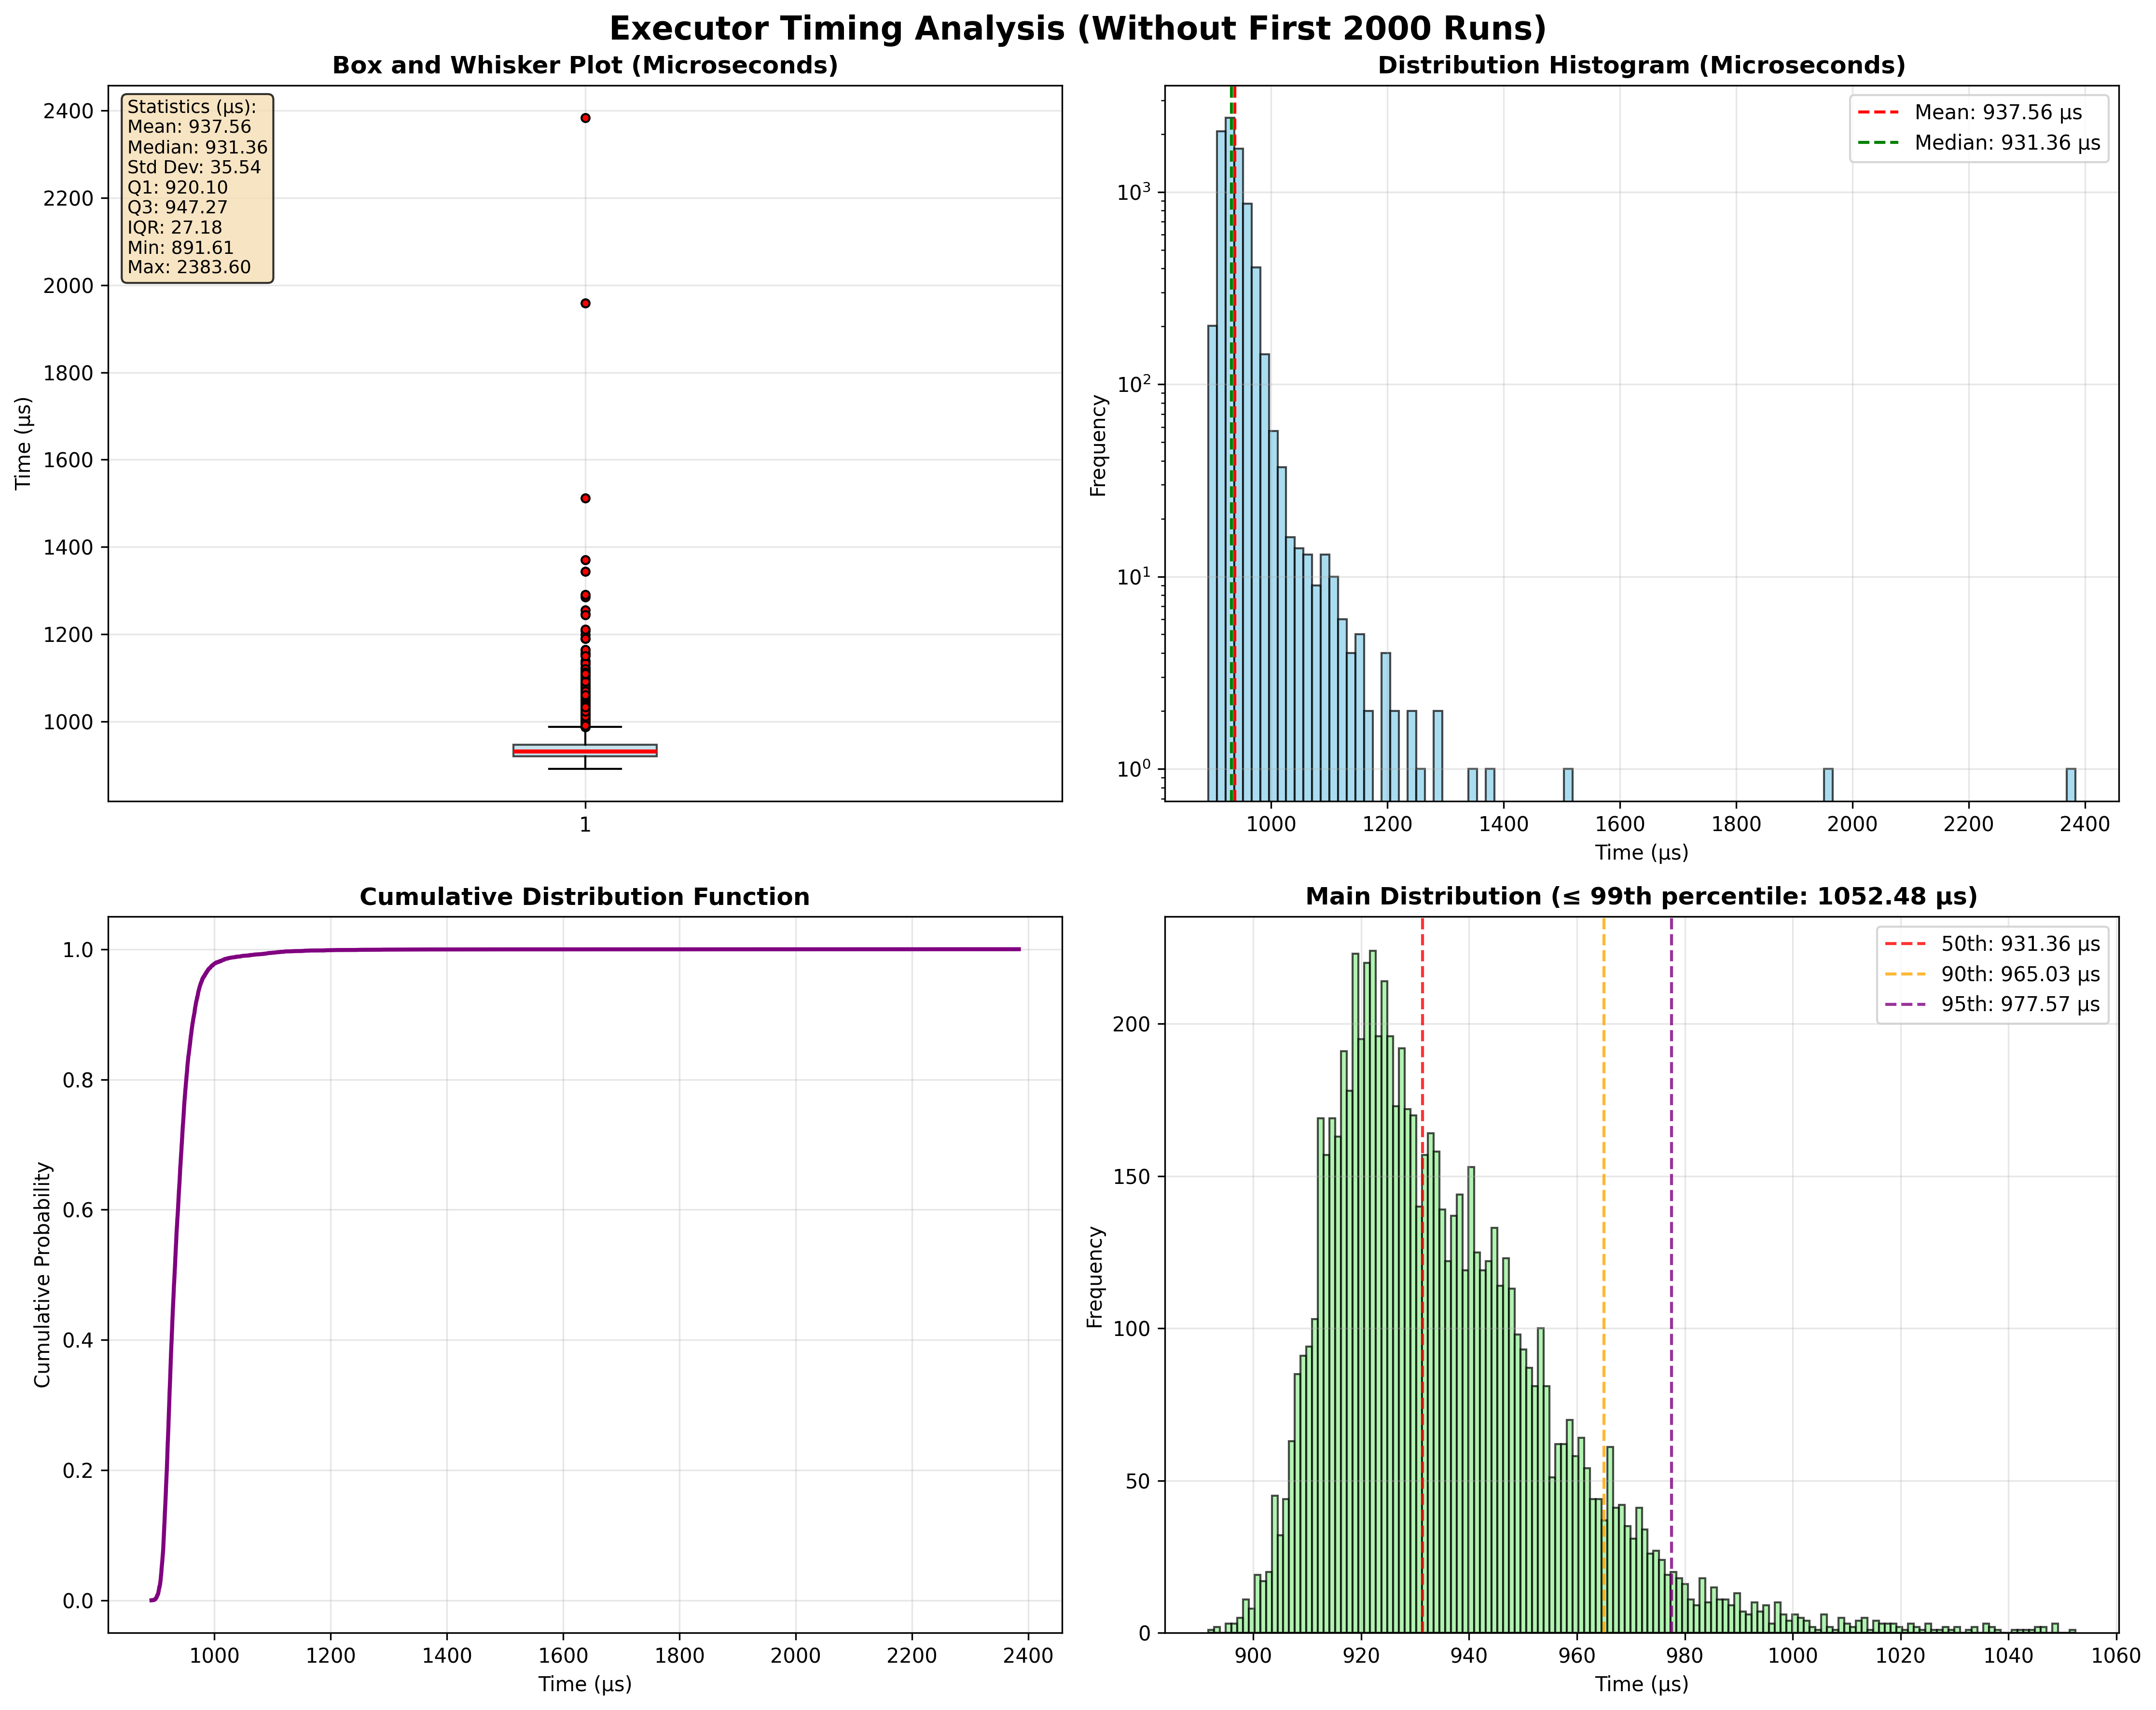 Executor Timing Analysis (Without First 2000 Runs)
Box and Whisker Plot (Microseconds)
2400
2200
2000
1800
1600
1400
1200
1000
Time (μs)
Statistics (μs):
Mean: 937.56
Median: 931.36
Std Dev: 35.54
Q1: 920.10
Q3: 947.27
IQR: 27.18
Min: 891.61
Max: 2383.60
1
Distribution Histogram (Microseconds)
10³
10²
10¹
10⁰
Frequency
Mean: 937.56 μs
Median: 931.36 μs
1000 1200 1400 1600 1800 2000 2200 2400
Time (μs)
Cumulative Distribution Function
1.0
0.8
0.6
0.4
0.2
0.0
Cumulative Probability
1000 1200 1400 1600 1800 2000 2200 2400
Time (μs)
Main Distribution (≤ 99th percentile: 1052.48 μs)
200
150
100
50
0
Frequency
50th: 931.36 μs
90th: 965.03 μs
95th: 977.57 μs
900 920 940 960 980 1000 1020 1040 1060
Time (μs)